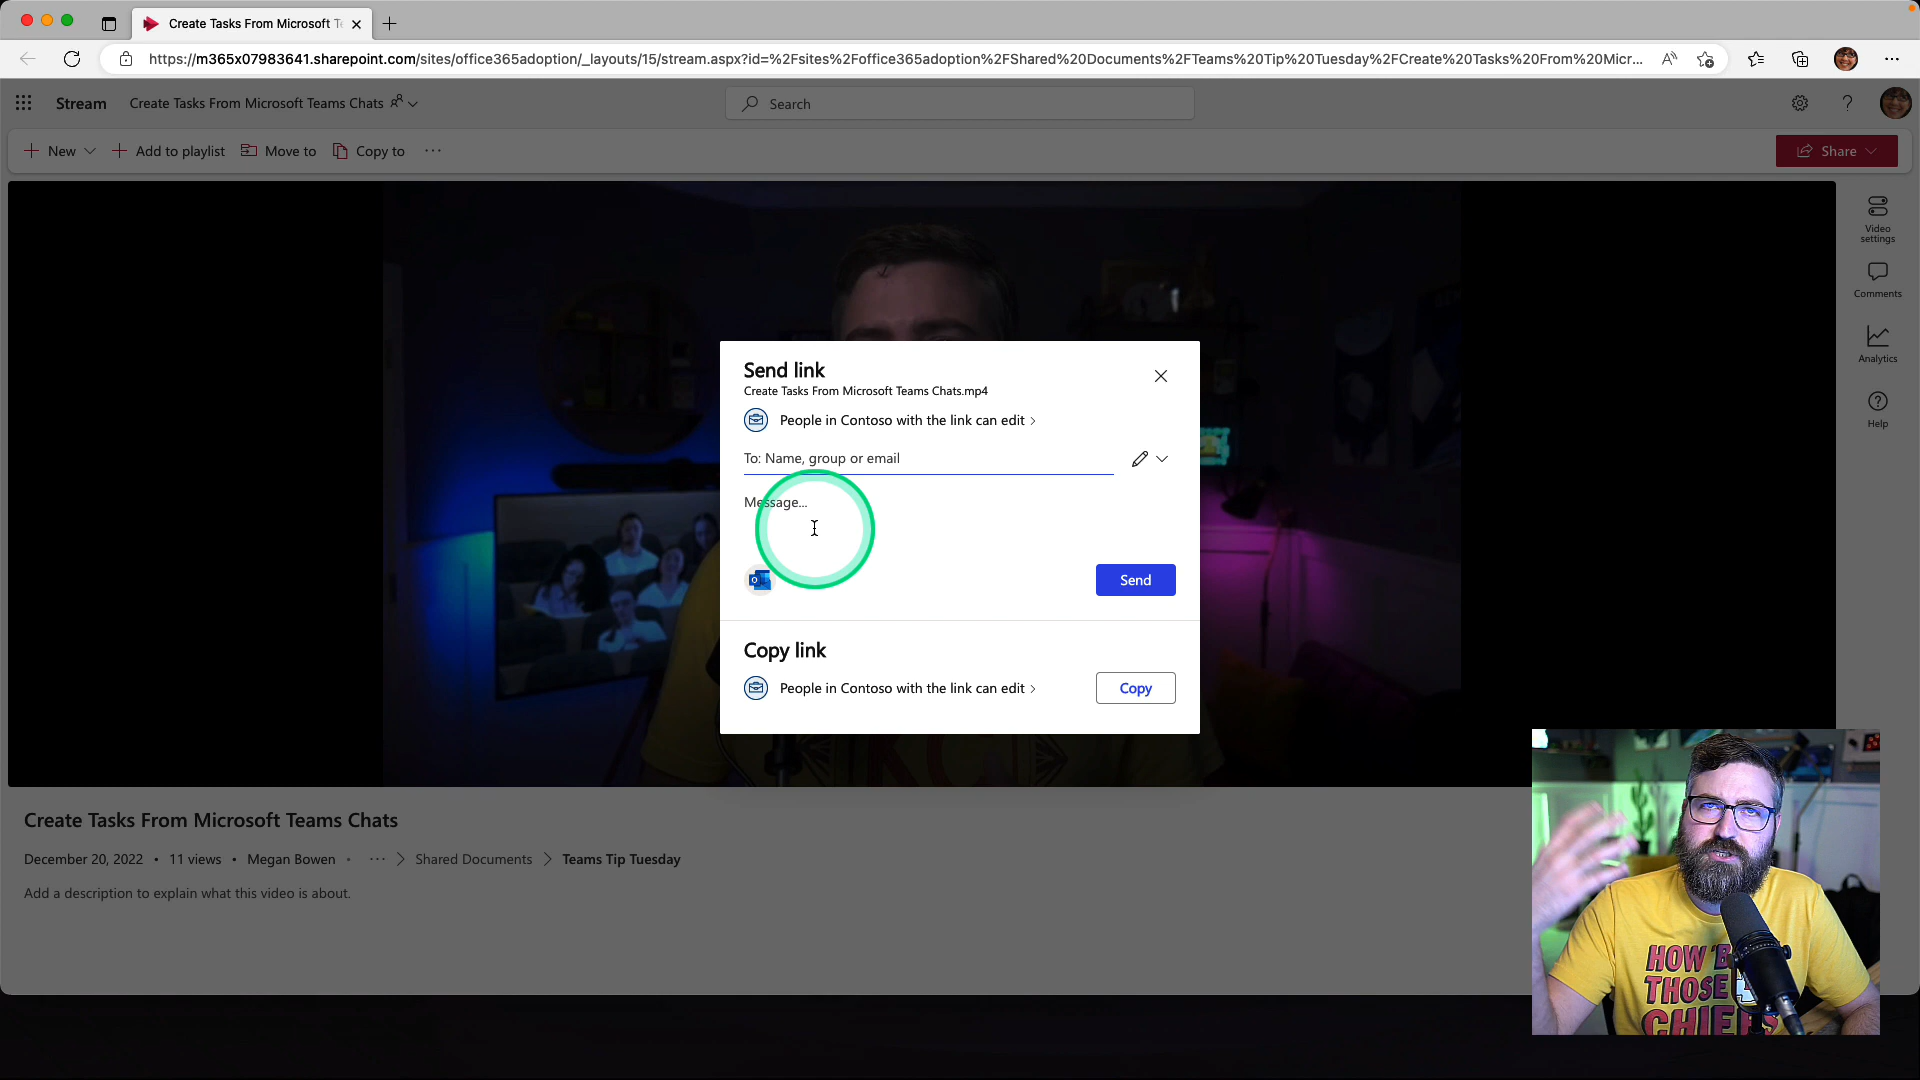 Create Tasks From Microsoft Te
https://m365x07983641.sharepoint.com/sites/office365adoption/_layouts/15/stream.aspx?id=%2Fsites%2Foffice365adoption%2FShared%20Documents%2FTeams%20Tip%20Tuesday%2FCreate%20Tasks%20From%20Micr...
Stream
Create Tasks From Microsoft Teams Chats
Search
New
Add to playlist
Move to
Copy to
Share
Video settings
Comments
Analytics
Help
Send link
Create Tasks From Microsoft Teams Chats.mp4
People in Contoso with the link can edit
To: Name, group or email
Message...
Send
Copy link
People in Contoso with the link can edit
Copy
Create Tasks From Microsoft Teams Chats
December 20, 2022 • 11 views • Megan Bowen • ... > Shared Documents > Teams Tip Tuesday
Add a description to explain what this video is about.
HOW 'B
THOSE
CHIEFS